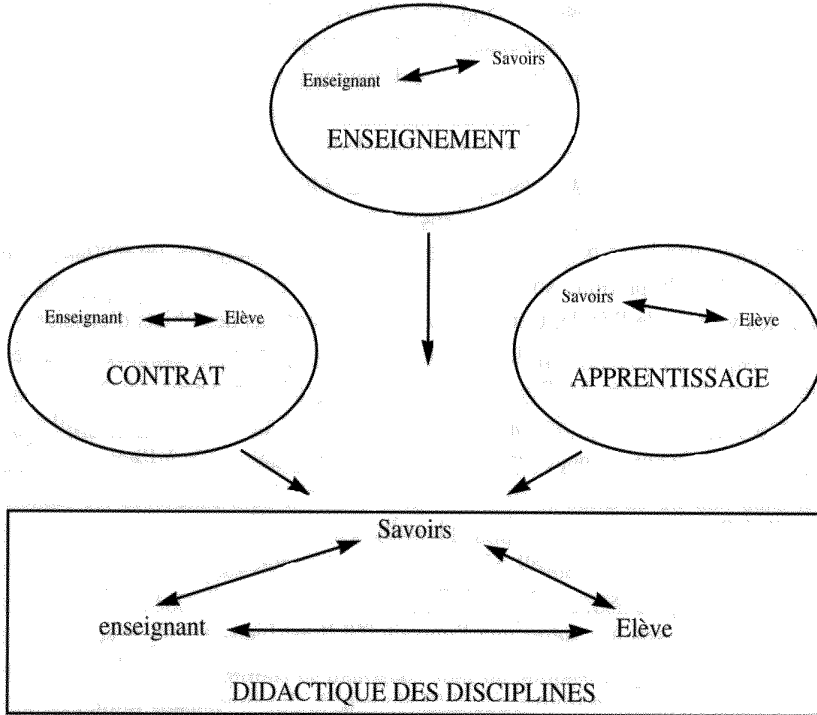 Savoirs
Enseignant
ENSEIGNEMENT
Enseignant Elève
CONTRAT
Savoirs
Elève
APPRENTISSAGE
Savoirs
enseignant Elève
DIDACTIQUE DES DISCIPLINES